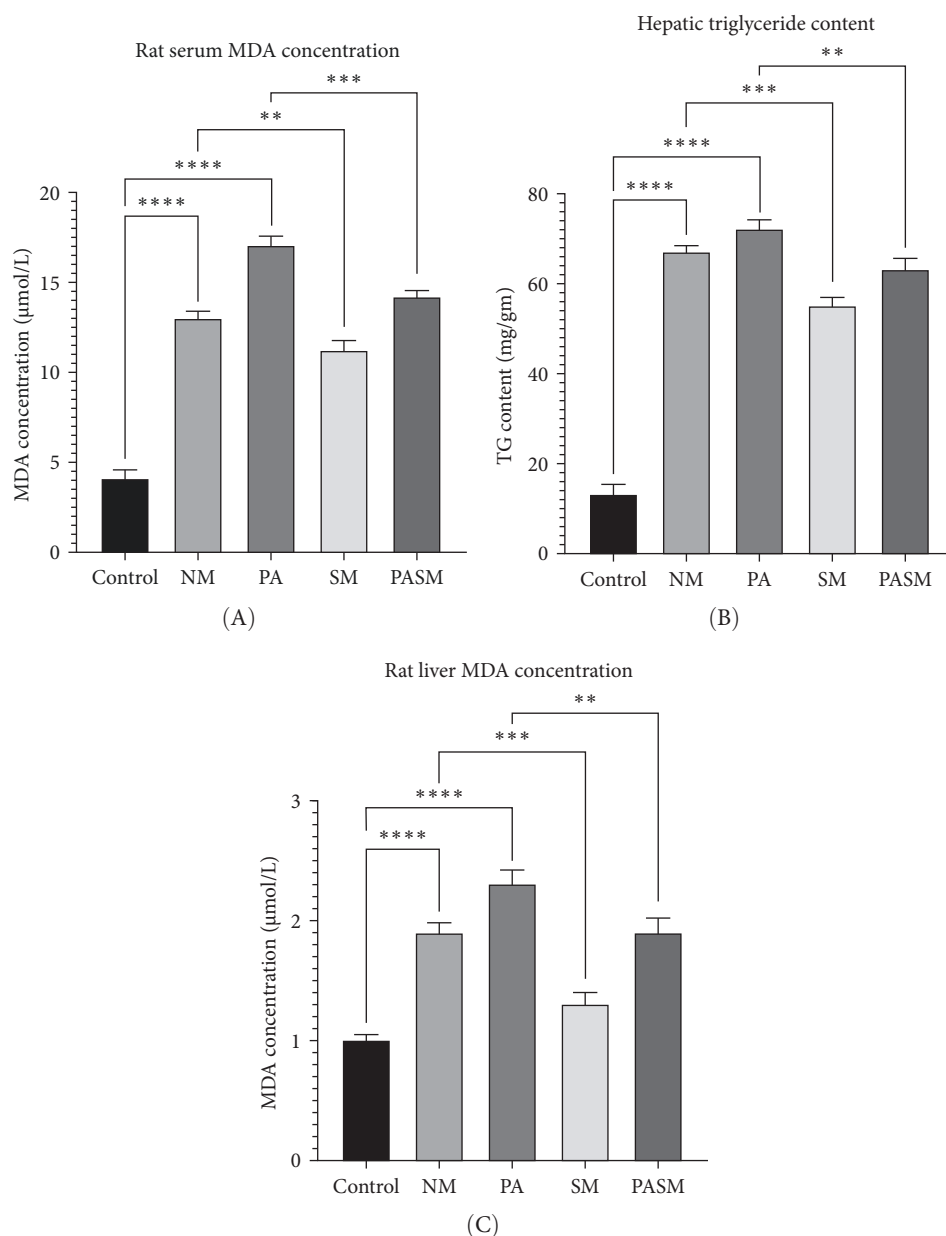 Rat serum MDA concentration
***
**
****
****
20
15
10
5
0
MDA concentration (µmol/L)
Control NM PA SM PASM
(A)
Hepatic triglyceride content
**
***
****
****
80
60
40
20
0
TG content (mg/gm)
Control NM PA SM PASM
(B)
Rat liver MDA concentration
**
***
****
****
3
2
1
0
MDA concentration (µmol/L)
Control NM PA SM PASM
(C)